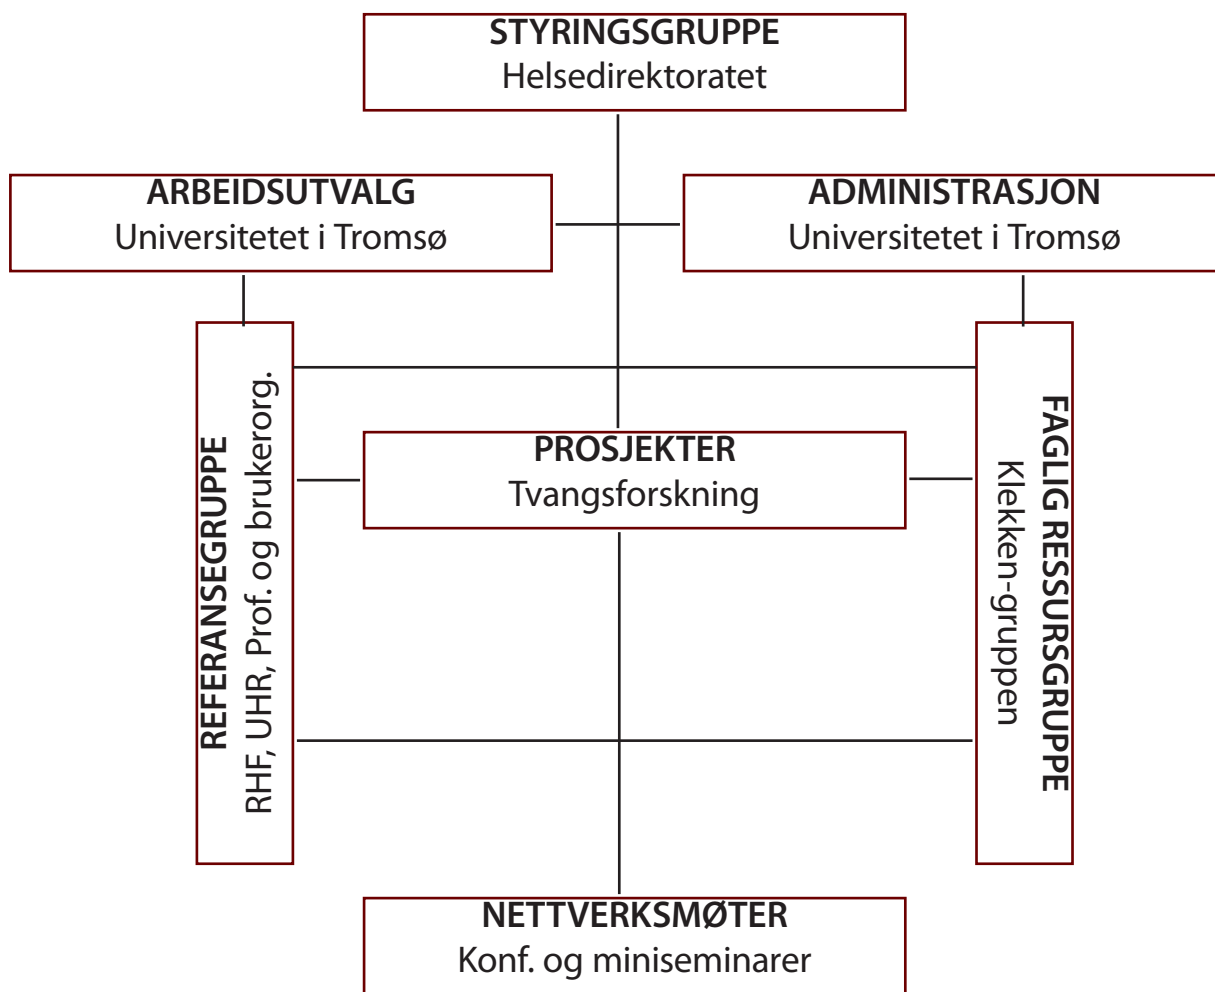 STYRINGSGRUPPE
Helsedirektoratet
ARBEIDSUTVALG
Universitetet i Tromsø
ADMINISTRASJON
Universitetet i Tromsø
REFERANSEGRUPPE
RHF, UHR, Prof. og brukerorg.
PROSJEKTER
Tvangsforskning
FAGLIG RESSURSGRUPPE
Klekken-gruppen
NETTVERKSMØTER
Konf. og miniseminarer